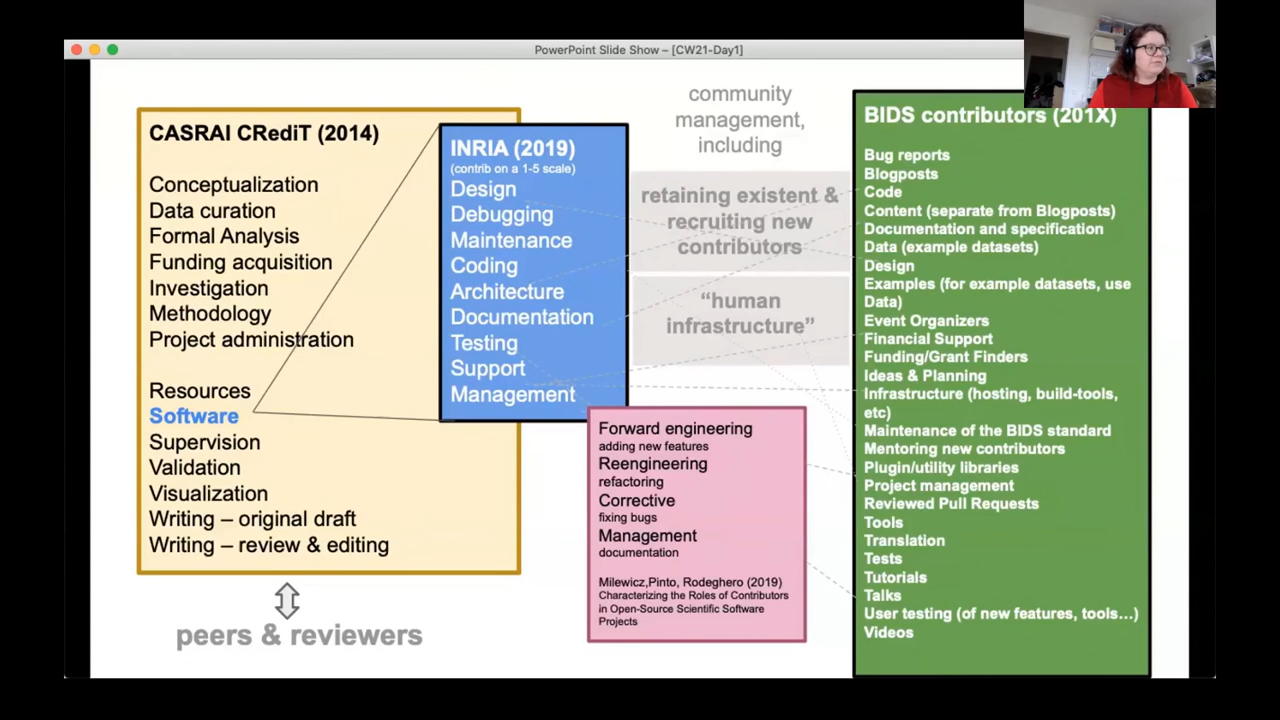 PowerPoint Slide Show – [CW21-Day1]
CASRAI CRediT (2014)
Conceptualization
Data curation
Formal Analysis
Funding acquisition
Investigation
Methodology
Project administration
Resources
Software
Supervision
Validation
Visualization
Writing – original draft
Writing – review & editing
peers & reviewers
INRIA (2019)
(contrib on a 1-5 scale)
Design
Debugging
Maintenance
Coding
Architecture
Documentation
Testing
Support
Management
community
management,
including
retaining existent &
recruiting new
contributors
“human
infrastructure”
Forward engineering
adding new features
Reengineering
refactoring
Corrective
fixing bugs
Management
documentation
Milewicz,Pinto, Rodeghero (2019)
Characterizing the Roles of Contributors
in Open-Source Scientific Software
Projects
BIDS contributors (201X)
Bug reports
Blogposts
Code
Content (separate from Blogposts)
Documentation and specification
Data (example datasets)
Design
Examples (for example datasets, use
Data)
Event Organizers
Financial Support
Funding/Grant Finders
Ideas & Planning
Infrastructure (hosting, build-tools,
etc)
Maintenance of the BIDS standard
Mentoring new contributors
Plugin/utility libraries
Project management
Reviewed Pull Requests
Tools
Translation
Tests
Tutorials
Talks
User testing (of new features, tools…)
Videos